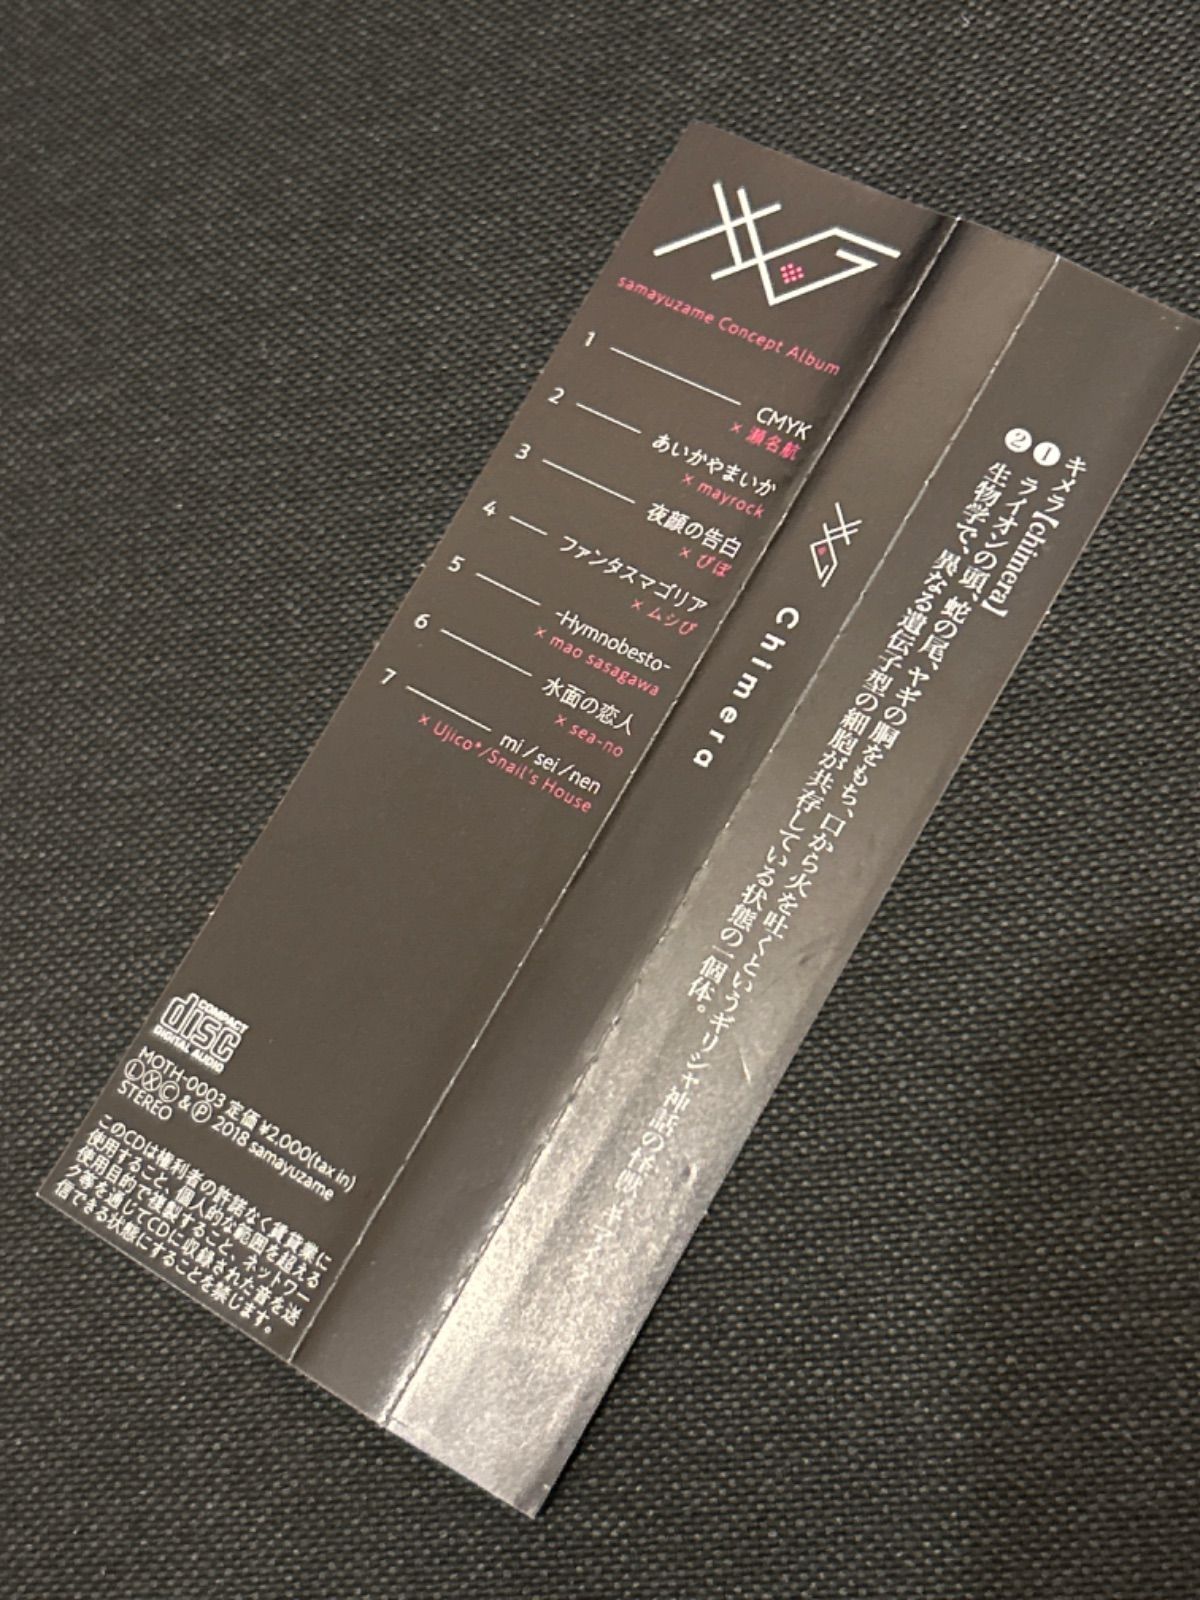 samayuzame Concept Album
1 CMYK
× 瀬名航
2 あいかやまいか
× mayrock
3 夜顔の告白
× ぴぽ
4 ファンタスマゴリア
× ムシぴ
5 -Hymnobesto-
× mao sasagawa
6 水面の恋人
× sea-no
7 mi/sei/nen
× Ujico*/Snail's House
COMPACT
disc
DIGITAL AUDIO
MOTH-0003 定価 ¥2,000(tax in)
ⓁⓍⒸ & Ⓟ 2018 samayuzame
STEREO
このCDは権利者の許諾なく賃貸業に
使用すること、個人的な範囲を超える
使用目的で複製すること、ネットワー
ク等を通じてCDに収録された音を送
信できる状態にすることを禁じます。
Chimera
キメラ【chimera】
❶ ライオンの頭、蛇の尾、ヤギの胴をもち、口から火を吐くというギリシャ神話の怪獣。キマイラ。
❷ 生物学で、異なる遺伝子型の細胞が共存している状態の一個体。